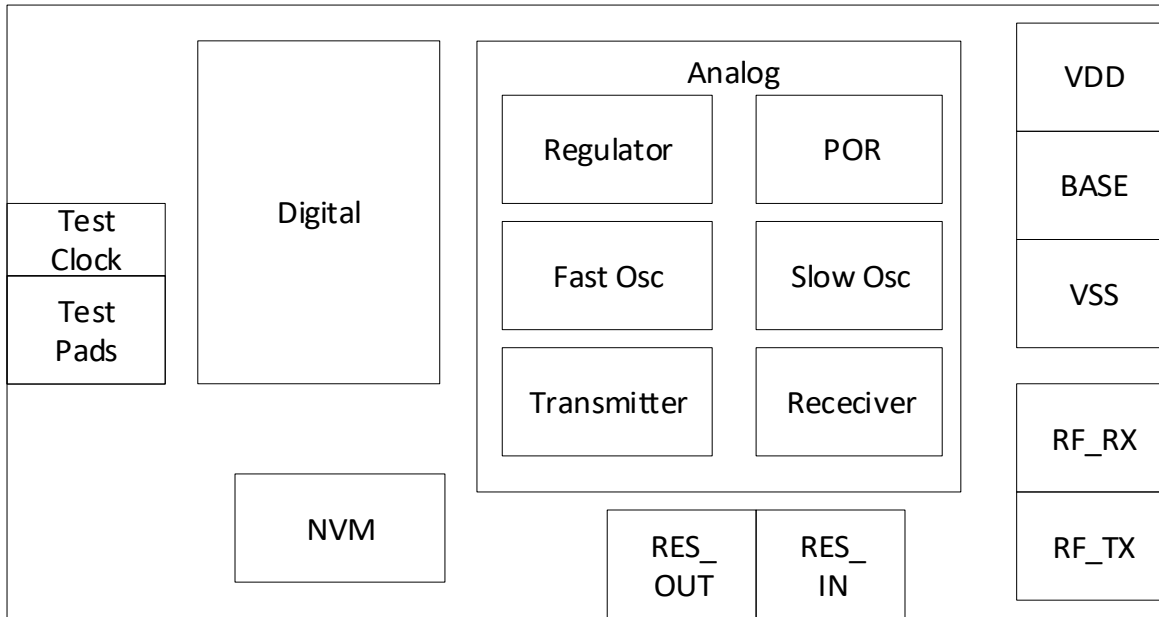 Analog
VDD
Regulator
POR
BASE
Test
Clock
Digital
Fast Osc
Slow Osc
VSS
Test
Pads
Transmitter
Receciver
RF_RX
NVM
RES_
OUT
RES_
IN
RF_TX